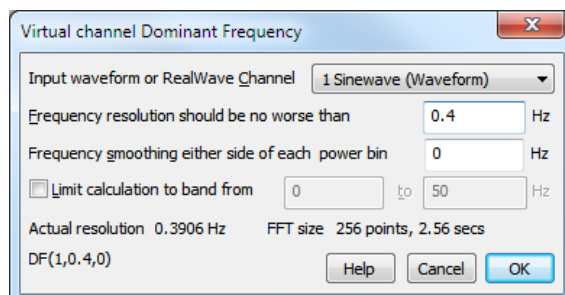 Virtual channel Dominant Frequency
Input waveform or RealWave Channel 1 Sinewave (Waveform)
Frequency resolution should be no worse than 0.4 Hz
Frequency smoothing either side of each power bin 0 Hz
Limit calculation to band from 0 to 50 Hz
Actual resolution 0.3906 Hz FFT size 256 points, 2.56 secs
DF(1,0.4,0) Help Cancel OK